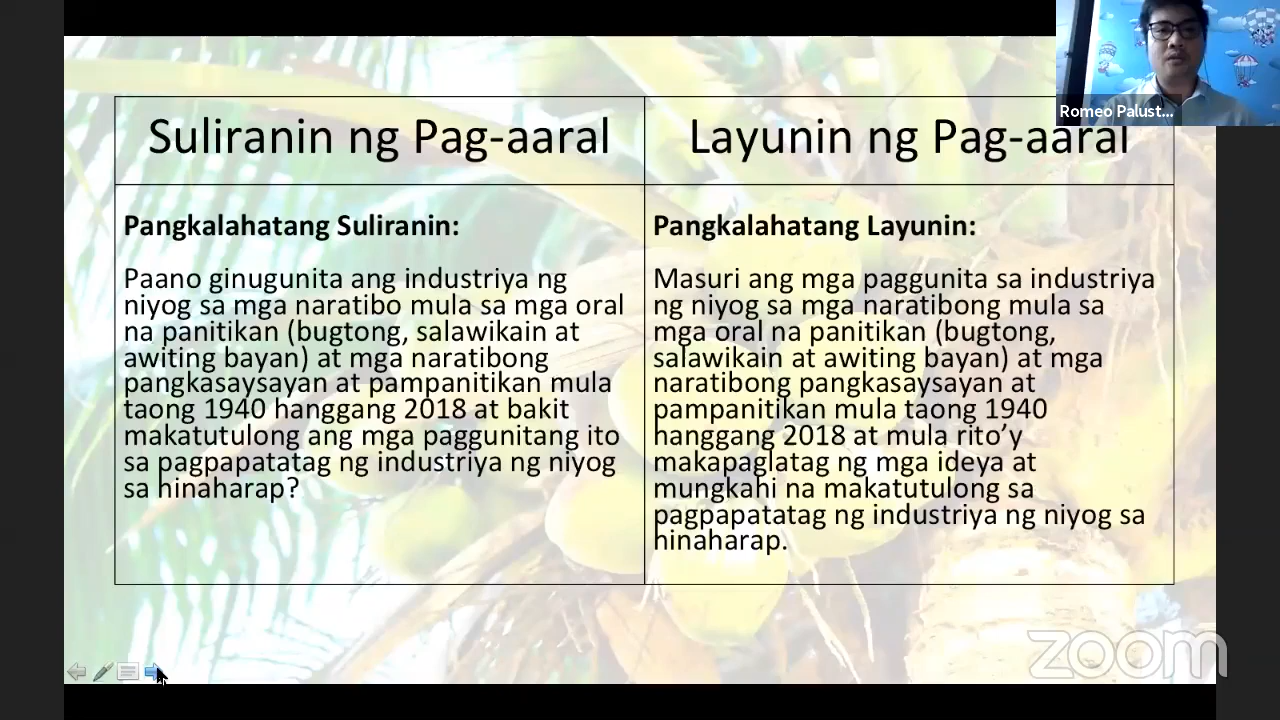 Suliranin ng Pag-aaral
Layunin ng Pag-aaral
Pangkalahatang Suliranin:
Paano ginugunita ang industriya ng
niyog sa mga naratibo mula sa mga oral
na panitikan (bugtong, salawikain at
awiting bayan) at mga naratibong
pangkasaysayan at pampanitikan mula
taong 1940 hanggang 2018 at bakit
makatutulong ang mga paggunitang ito
sa pagpapatatag ng industriya ng niyog
sa hinaharap?
Pangkalahatang Layunin:
Masuri ang mga paggunita sa industriya
ng niyog sa mga naratibong mula sa
mga oral na panitikan (bugtong,
salawikain at awiting bayan) at mga
naratibong pangkasaysayan at
pampanitikan mula taong 1940
hanggang 2018 at mula rito’y
makapaglatag ng mga ideya at
mungkahi na makatutulong sa
pagpapatatag ng industriya ng niyog sa
hinaharap.
Romeo Palust...
zoom